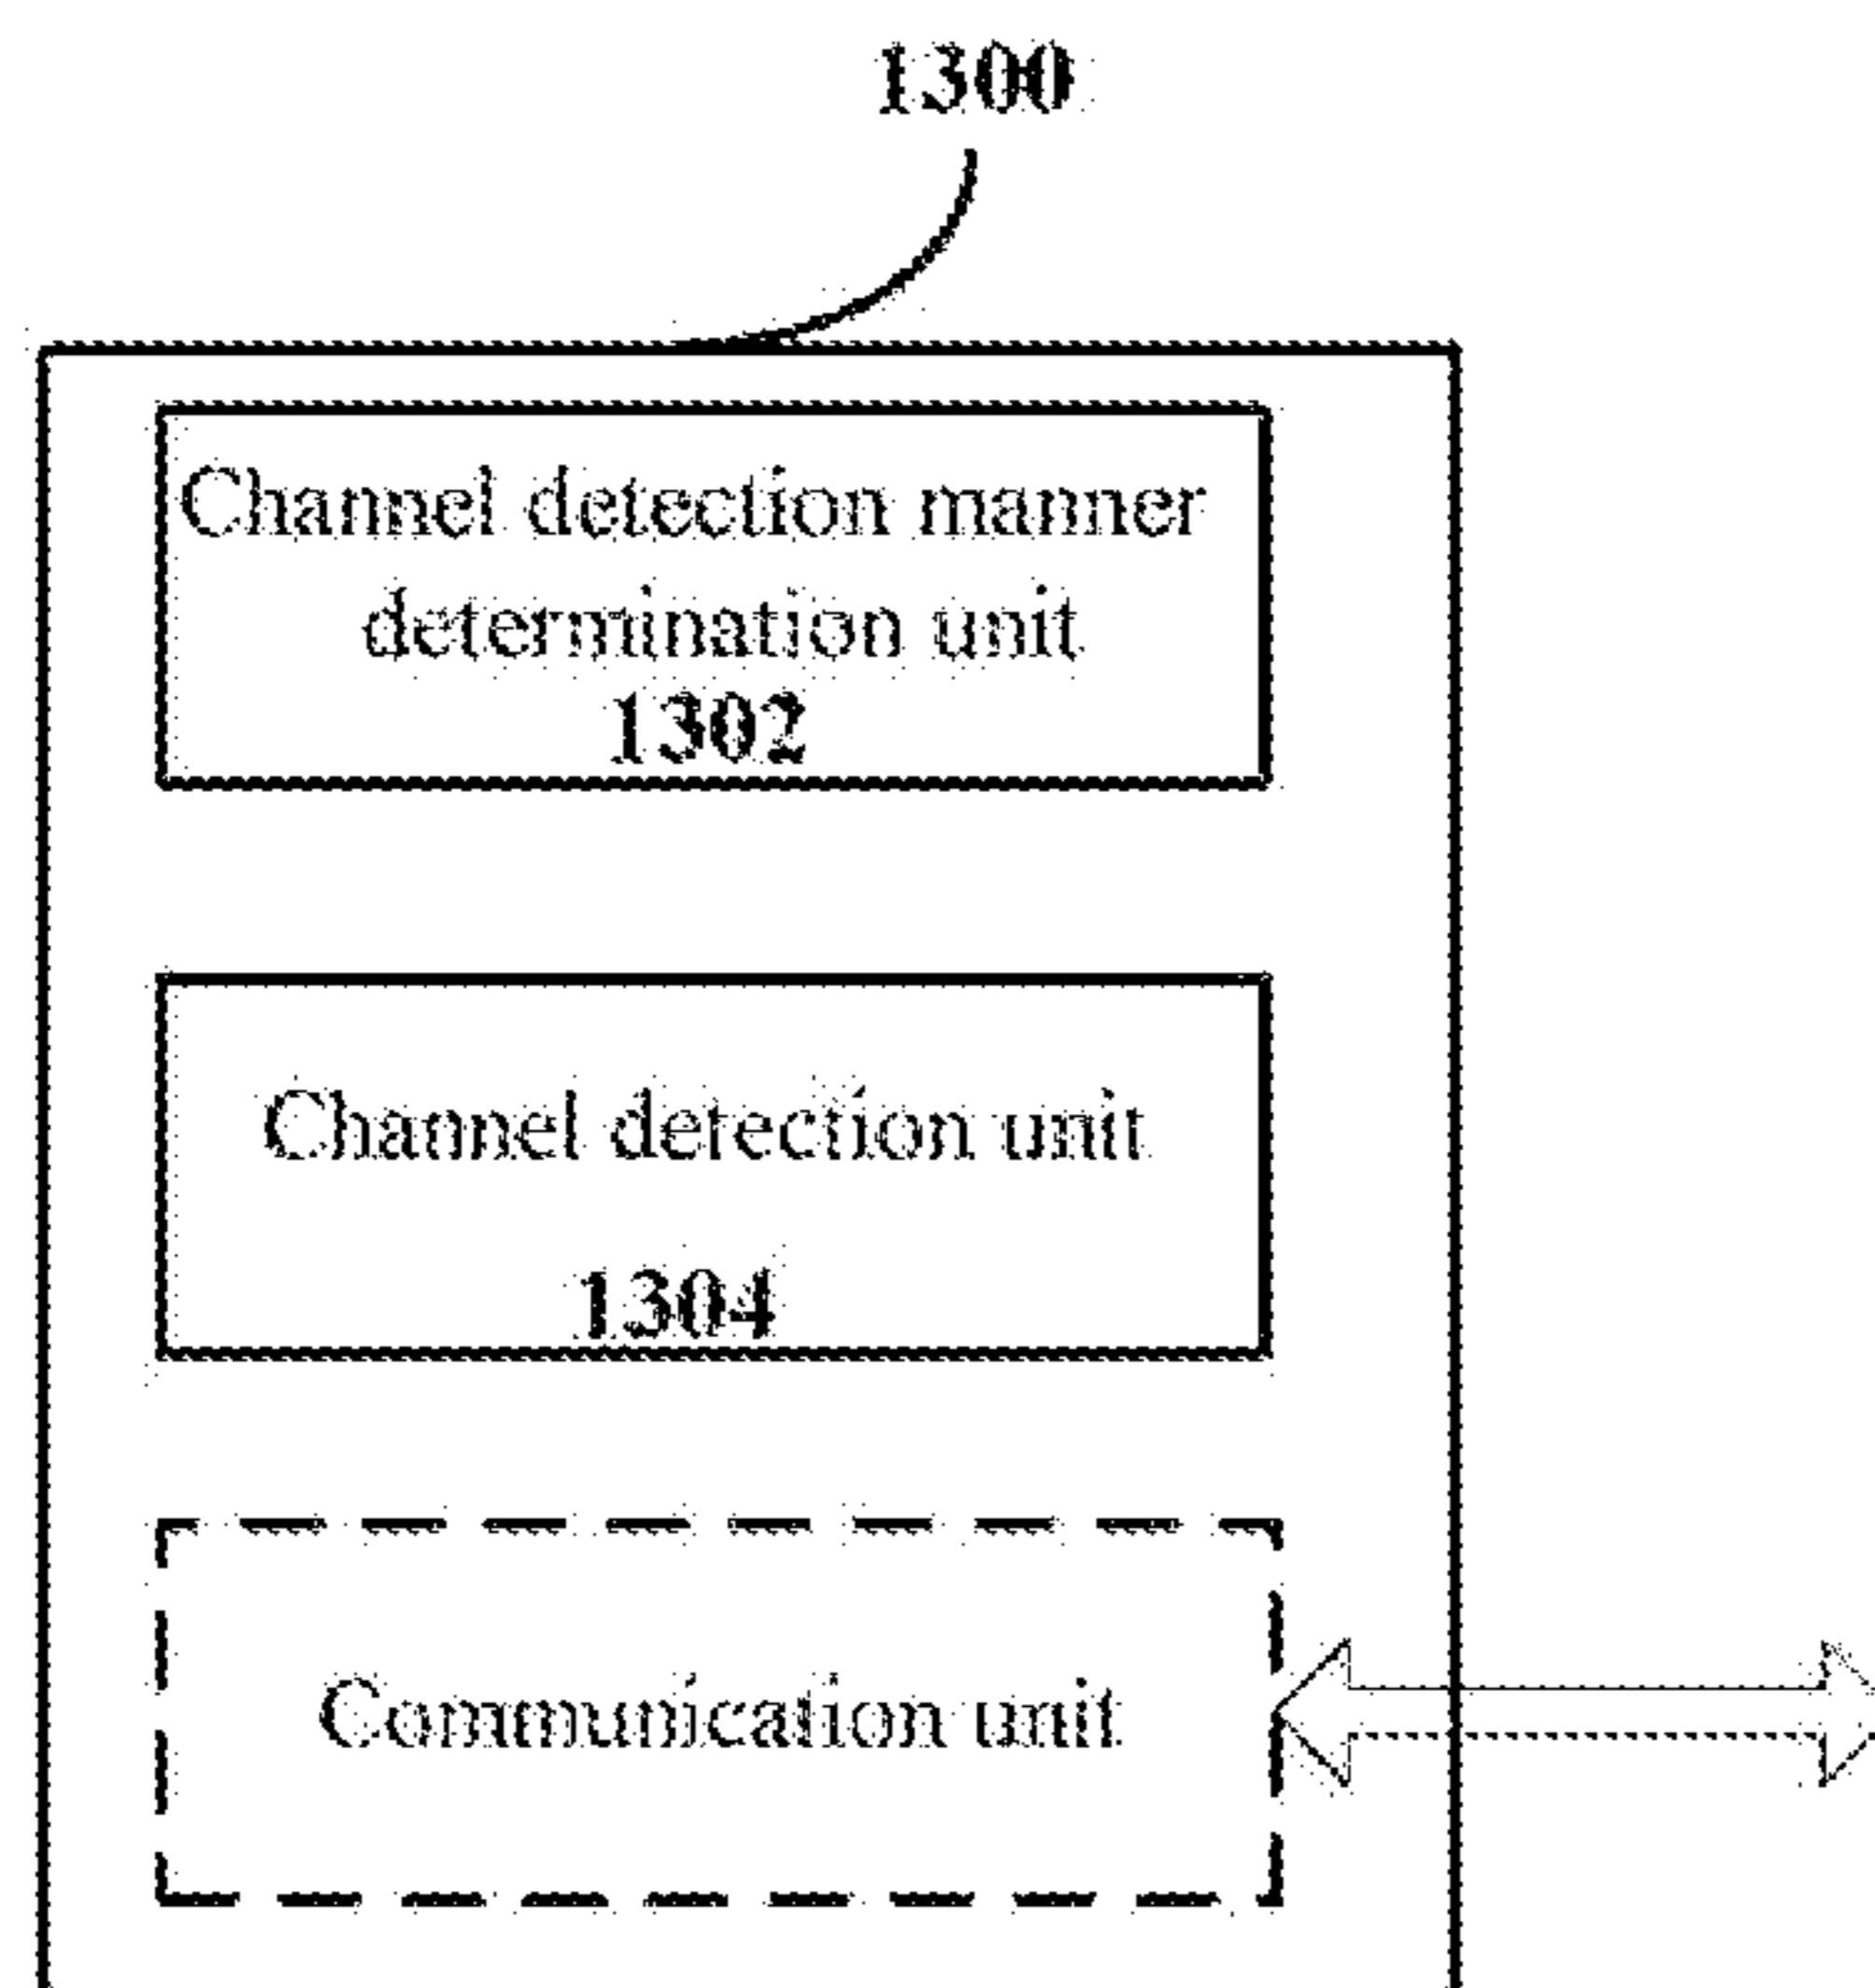 1300
Channel detection manner
determination unit
1302
Channel detection unit
1304
Communication unit